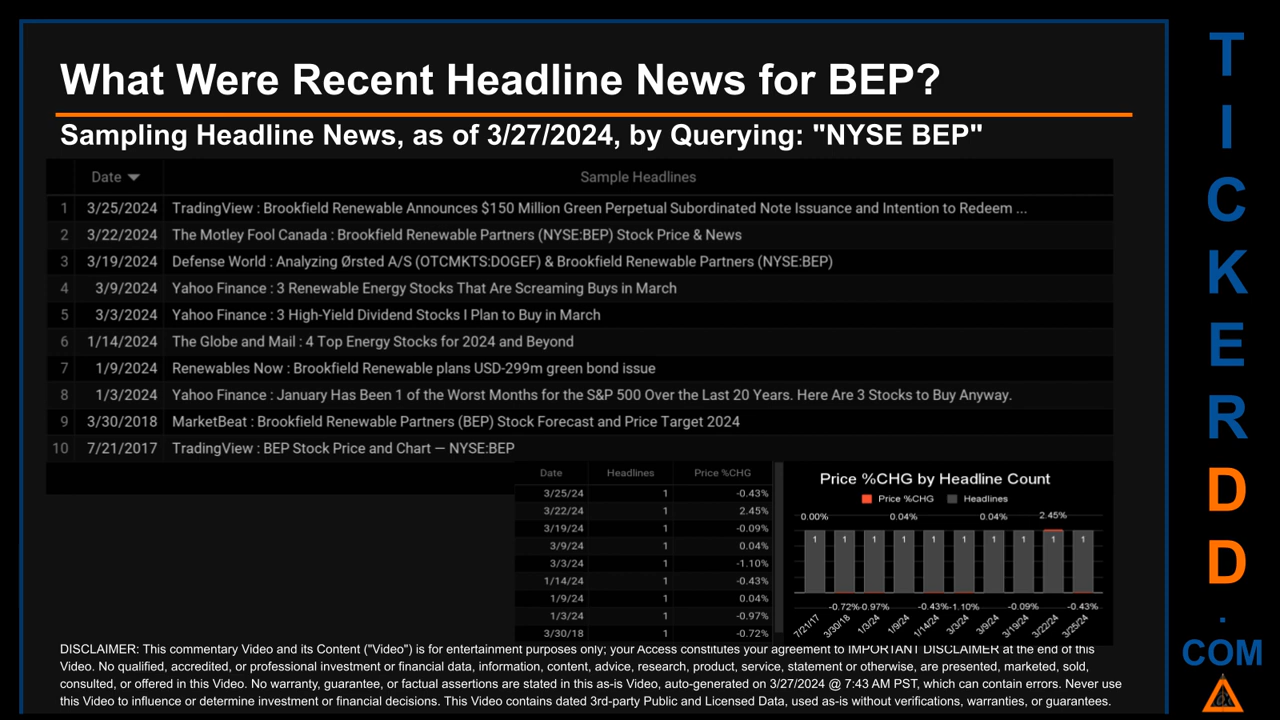 What Were Recent Headline News for BEP?
Sampling Headline News, as of 3/27/2024, by Querying: "NYSE BEP"
Date Sample Headlines
1 3/25/2024 TradingView : Brookfield Renewable Announces $150 Million Green Perpetual Subordinated Note Issuance and Intention to Redeem ...
2 3/22/2024 The Motley Fool Canada : Brookfield Renewable Partners (NYSE:BEP) Stock Price & News
3 3/19/2024 Defense World : Analyzing Ørsted A/S (OTCMKTS:DOGEF) & Brookfield Renewable Partners (NYSE:BEP)
4 3/9/2024 Yahoo Finance : 3 Renewable Energy Stocks That Are Screaming Buys in March
5 3/3/2024 Yahoo Finance : 3 High-Yield Dividend Stocks I Plan to Buy in March
6 1/14/2024 The Globe and Mail : 4 Top Energy Stocks for 2024 and Beyond
7 1/9/2024 Renewables Now : Brookfield Renewable plans USD-299m green bond issue
8 1/3/2024 Yahoo Finance : January Has Been 1 of the Worst Months for the S&P 500 Over the Last 20 Years. Here Are 3 Stocks to Buy Anyway.
9 3/30/2018 MarketBeat : Brookfield Renewable Partners (BEP) Stock Forecast and Price Target 2024
10 7/21/2017 TradingView : BEP Stock Price and Chart — NYSE:BEP
Date Headlines Price %CHG
3/25/24 1 -0.43%
3/22/24 1 2.45%
3/19/24 1 -0.09%
3/9/24 1 0.04%
3/3/24 1 -1.10%
1/14/24 1 -0.43%
1/9/24 1 0.04%
1/3/24 1 -0.97%
3/30/18 1 -0.72%
Price %CHG by Headline Count
Price %CHG Headlines
0.00% 0.04% 0.04% 2.45%
1 1 1 1 1 1 1 1 1 1
-0.72% -0.97% -0.43% -1.10% -0.09% -0.43%
7/21/17 3/30/18 1/3/24 1/9/24 1/14/24 3/3/24 3/9/24 3/19/24 3/22/24 3/25/24
DISCLAIMER: This commentary Video and its Content ("Video") is for entertainment purposes only; your Access constitutes your agreement to IMPORTANT DISCLAIMER at the end of this
Video. No qualified, accredited, or professional investment or financial data, information, content, advice, research, product, service, statement or otherwise, are presented, marketed, sold,
consulted, or offered in this Video. No warranty, guarantee, or factual assertions are stated in this as-is Video, auto-generated on 3/27/2024 @ 7:43 AM PST, which can contain errors. Never use
this Video to influence or determine investment or financial decisions. This Video contains dated 3rd-party Public and Licensed Data, used as-is without verifications, warranties, or guarantees.
T
I
C
K
E
R
D
D
.
COM